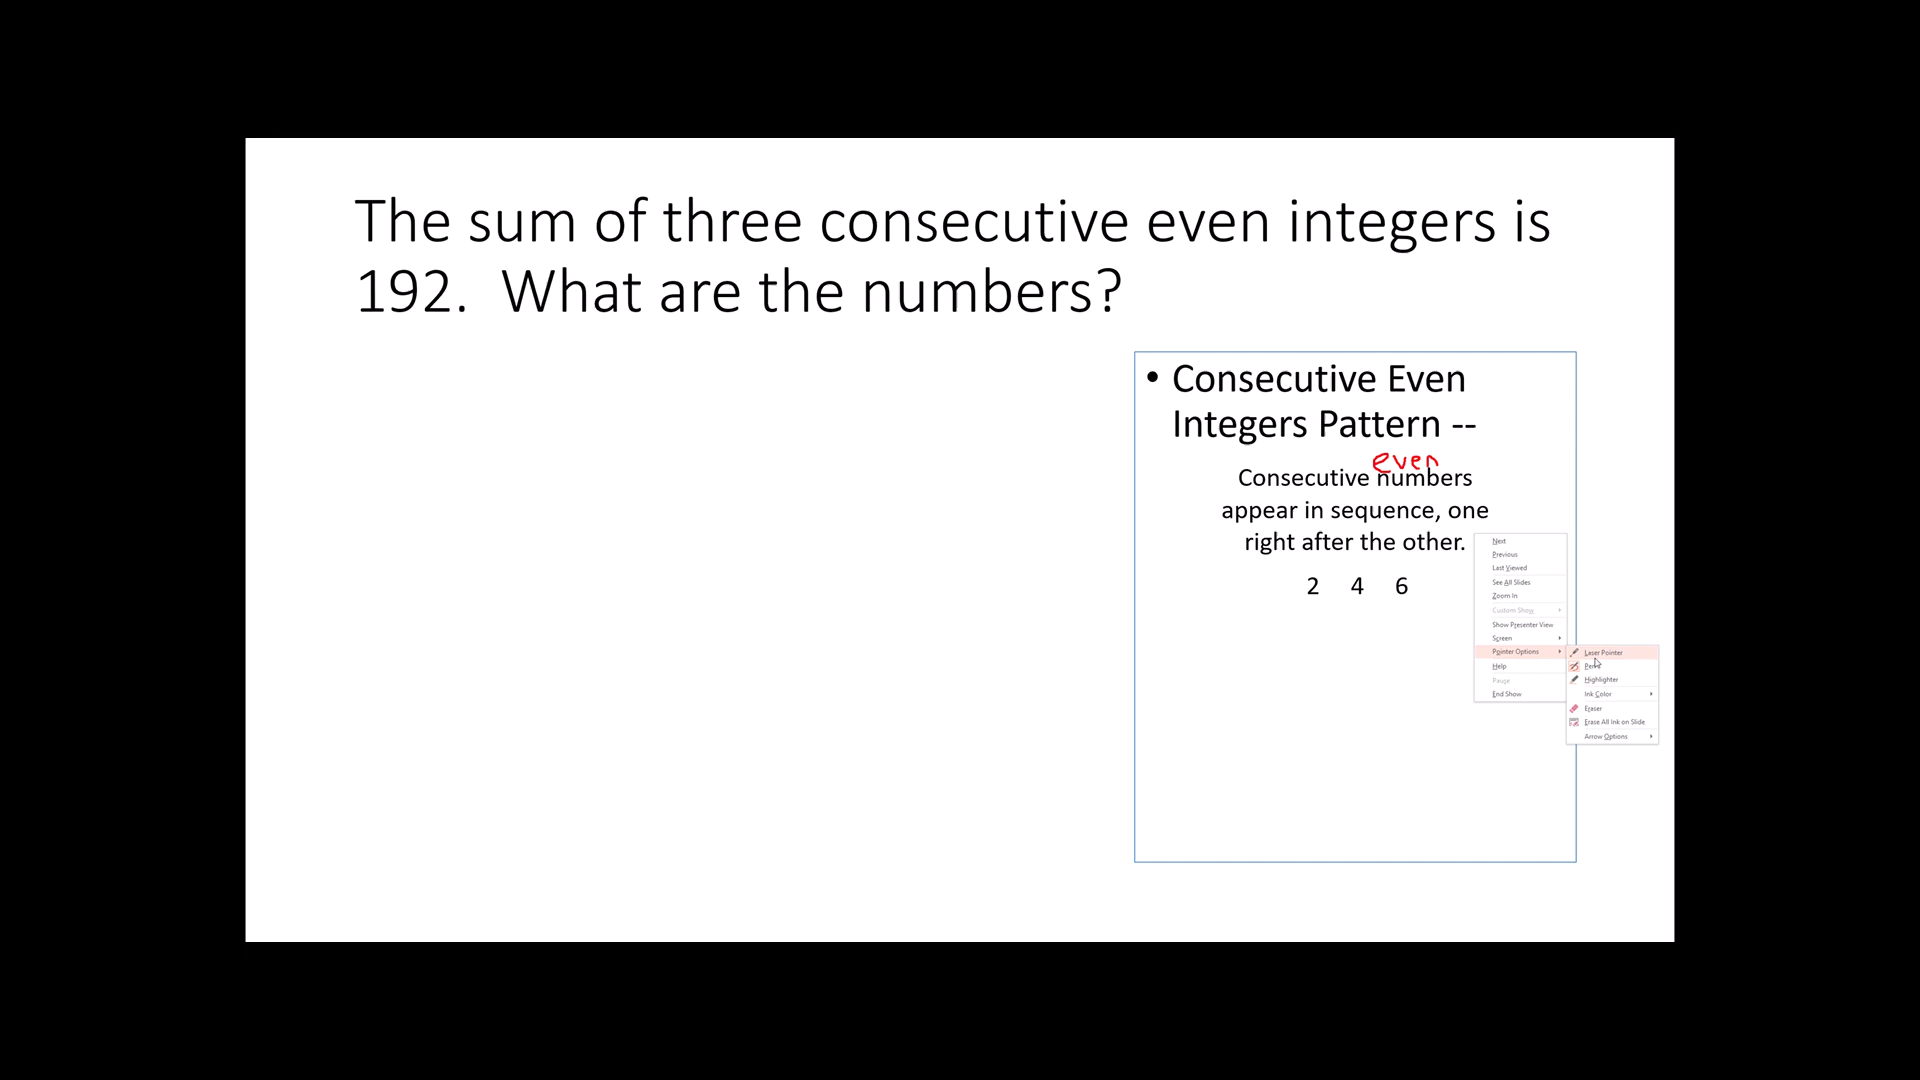 The sum of three consecutive even integers is
192. What are the numbers?
• Consecutive Even
Integers Pattern --
even
Consecutive numbers
appear in sequence, one
right after the other.
2 4 6
Next
Previous
Last Viewed
See All Slides
Zoom In
Custom Show
Show Presenter View
Screen
Pointer Options
Help
Pause
End Show
Laser Pointer
Pen
Highlighter
Ink Color
Eraser
Erase All Ink on Slide
Arrow Options